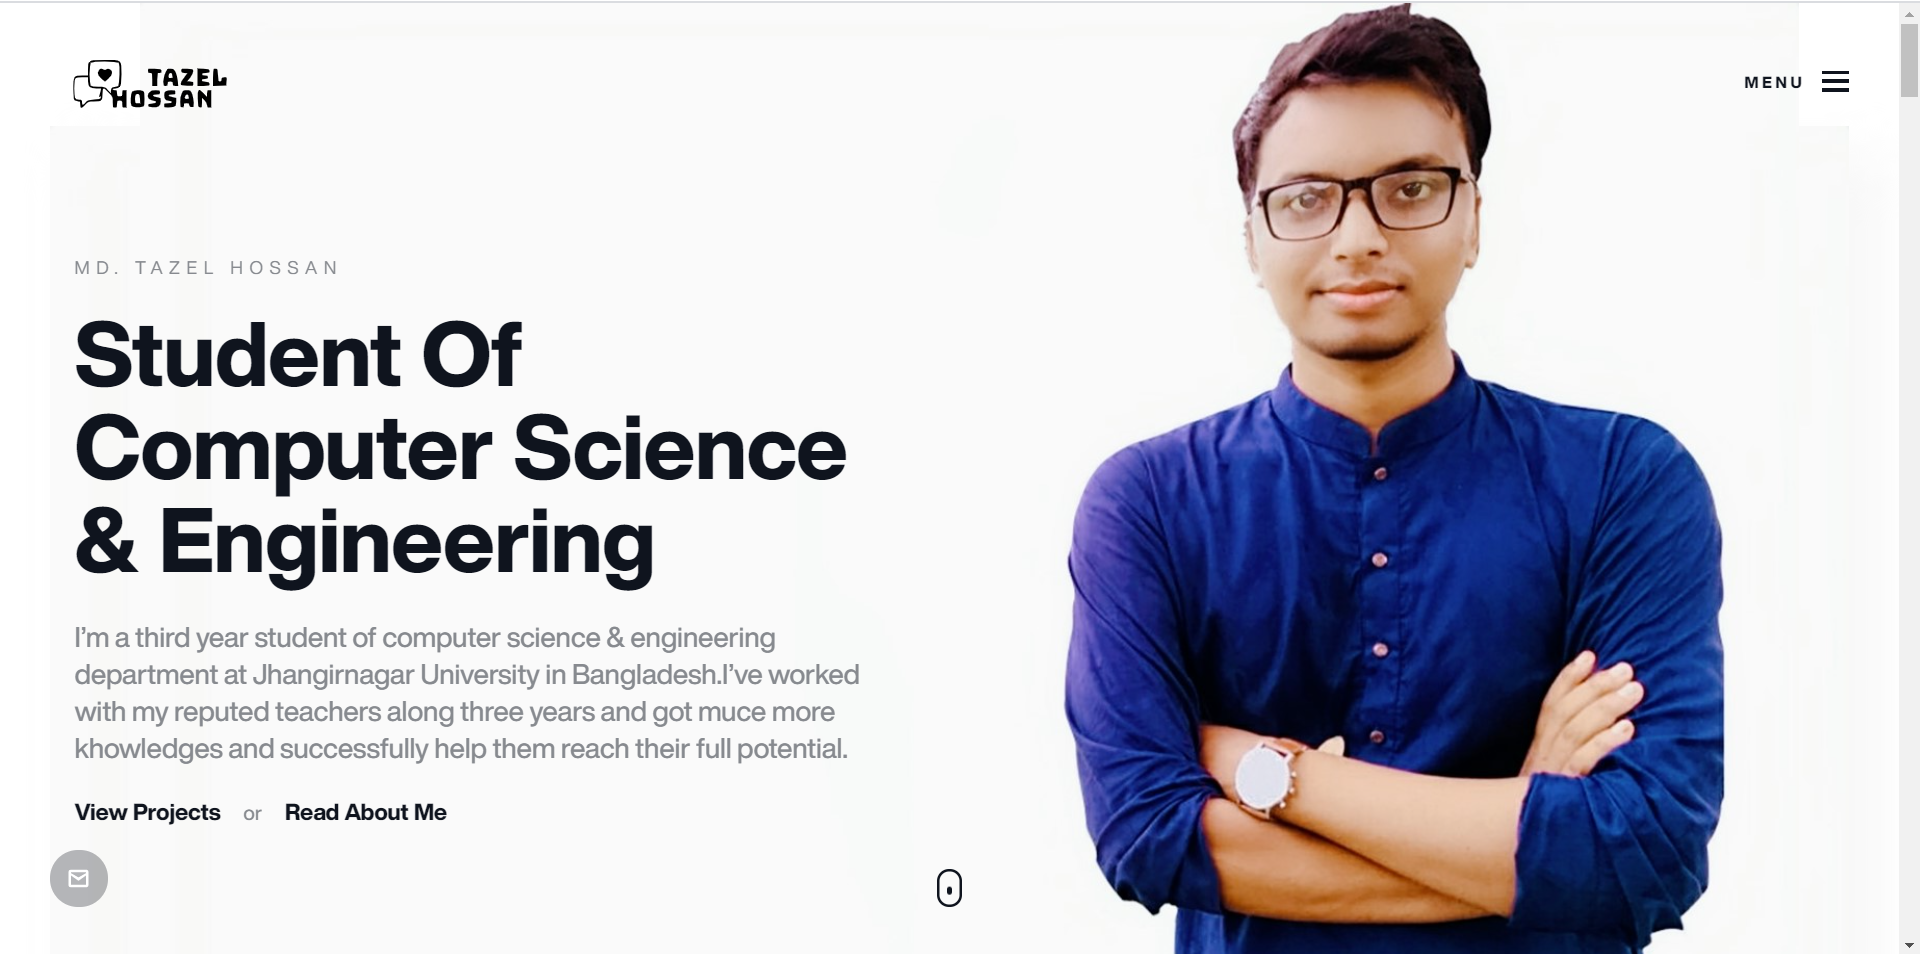 TAZEL
HOSSAN
MENU
MD. TAZEL HOSSAN
Student Of
Computer Science
& Engineering
I’m a third year student of computer science & engineering
department at Jhangirnagar University in Bangladesh.I’ve worked
with my reputed teachers along three years and got muce more
khowledges and successfully help them reach their full potential.
View Projects or Read About Me